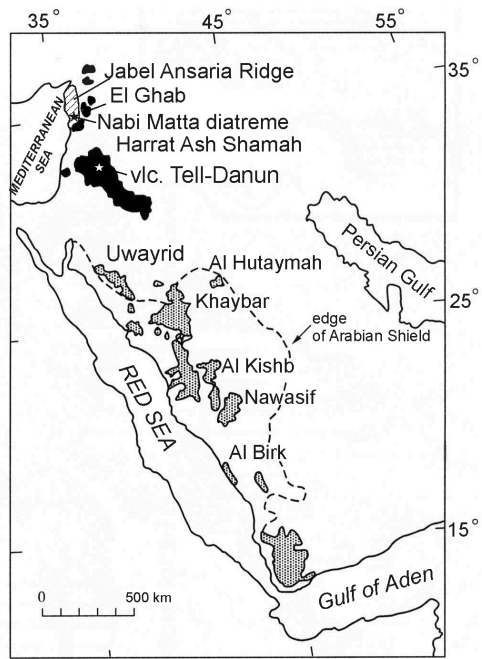 35° 45° 55°
35°
Jabel Ansaria Ridge
El Ghab
MEDITERRANEAN
SEA
Nabi Matta diatreme
Harrat Ash Shamah
vlc. Tell-Danun
Uwayrid
Al Hutaymah
Persian Gulf
Khaybar
25°
edge
of Arabian Shield
Al Kishb
Nawasif
RED SEA
Al Birk
15°
Gulf of Aden
0 500 km